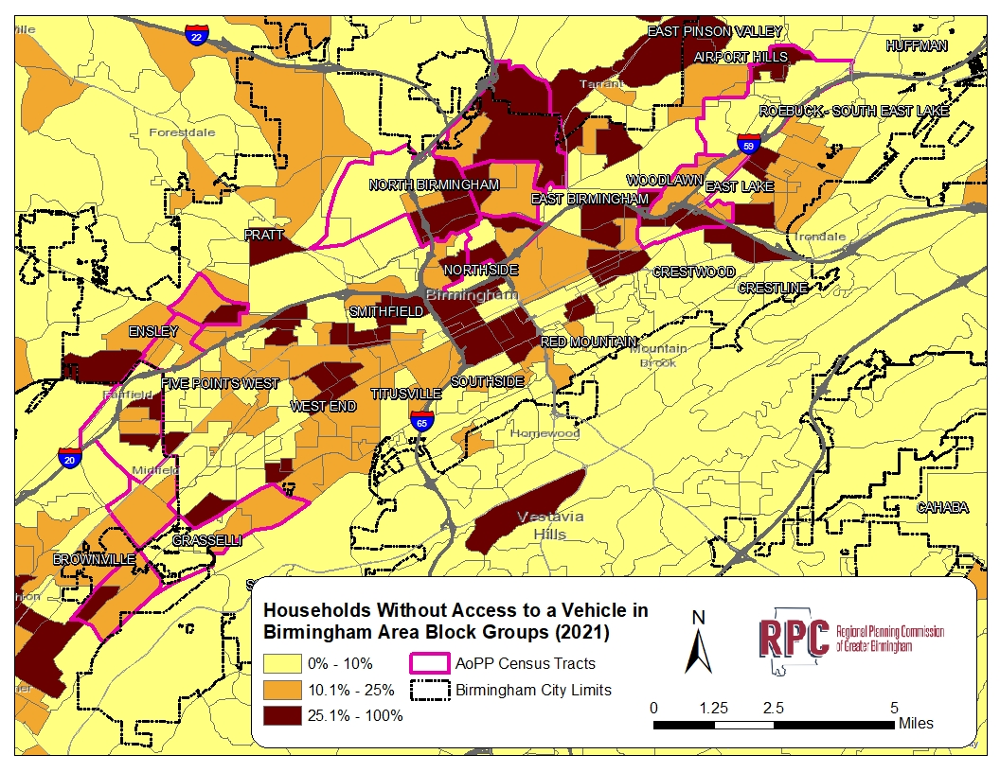 ville
22
EAST PINSON VALLEY
HUFFMAN
AIRPORT HILLS
Tarrant
ROEBUCK - SOUTH EAST LAKE
Forestdale
59
NORTH BIRMINGHAM
WOODLAWN
EAST LAKE
EAST BIRMINGHAM
PRATT
Irondale
NORTHSIDE
CRESTWOOD
CRESTLINE
Birmingham
SMITHFIELD
ENSLEY
RED MOUNTAIN
Mountain
Brook
FIVE POINTS WEST
SOUTHSIDE
Fairfield
TITUSVILLE
WEST END
65
Homewood
20
Midfield
CAHABA
Vestavia
Hills
GRASSELLI
BROWNVILLE
S
Households Without Access to a Vehicle in
Birmingham Area Block Groups (2021)
0% - 10%
AoPP Census Tracts
10.1% - 25%
Birmingham City Limits
25.1% - 100%
N
RPC
Regional Planning Commission
of Greater Birmingham
0 1.25 2.5 5
Miles